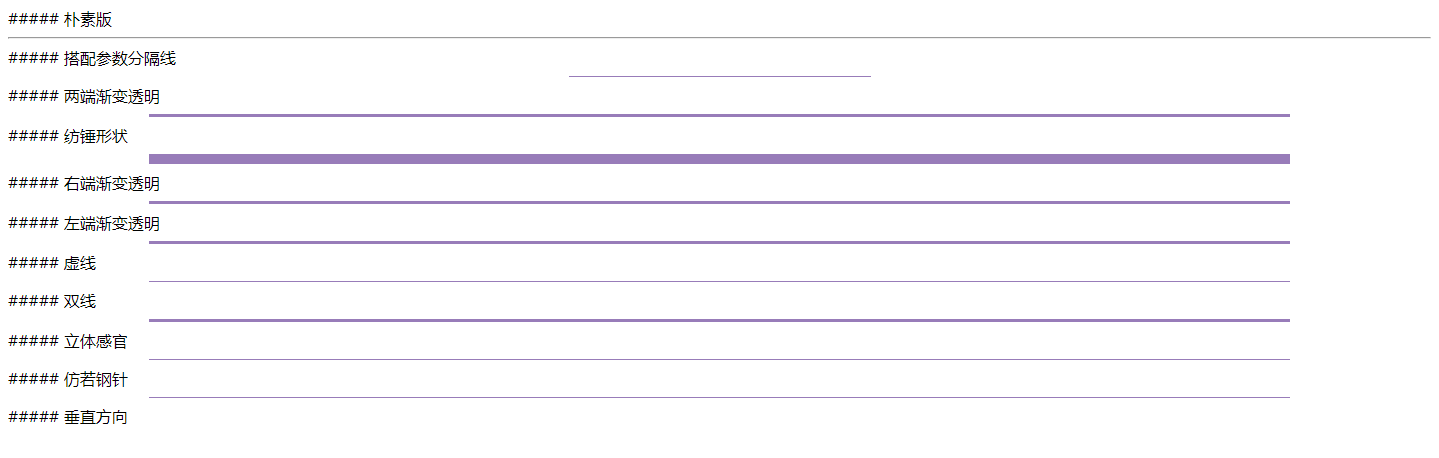 ##### 朴素版
##### 搭配参数分隔线
##### 两端渐变透明
##### 纺锤形状
##### 右端渐变透明
##### 左端渐变透明
##### 虚线
##### 双线
##### 立体感官
##### 仿若钢针
##### 垂直方向